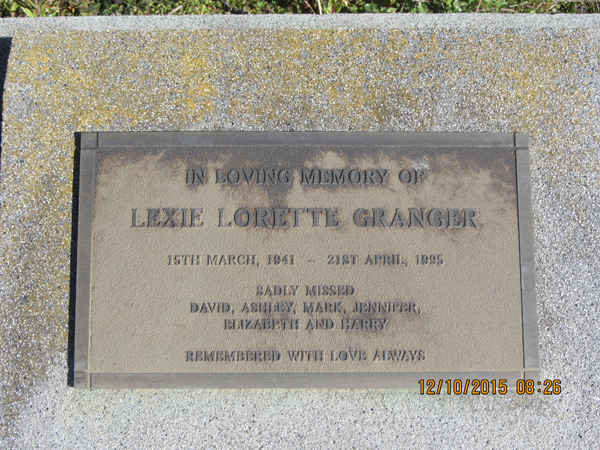 IN LOVING MEMORY OF
LEXIE LORETTE GRANGER
15TH MARCH, 1941 – 21ST APRIL, 1995
SADLY MISSED
DAVID, ASHLEY, MARK, JENNIFER,
ELIZABETH AND HARRY
REMEMBERED WITH LOVE ALWAYS
12/10/2015 08:26